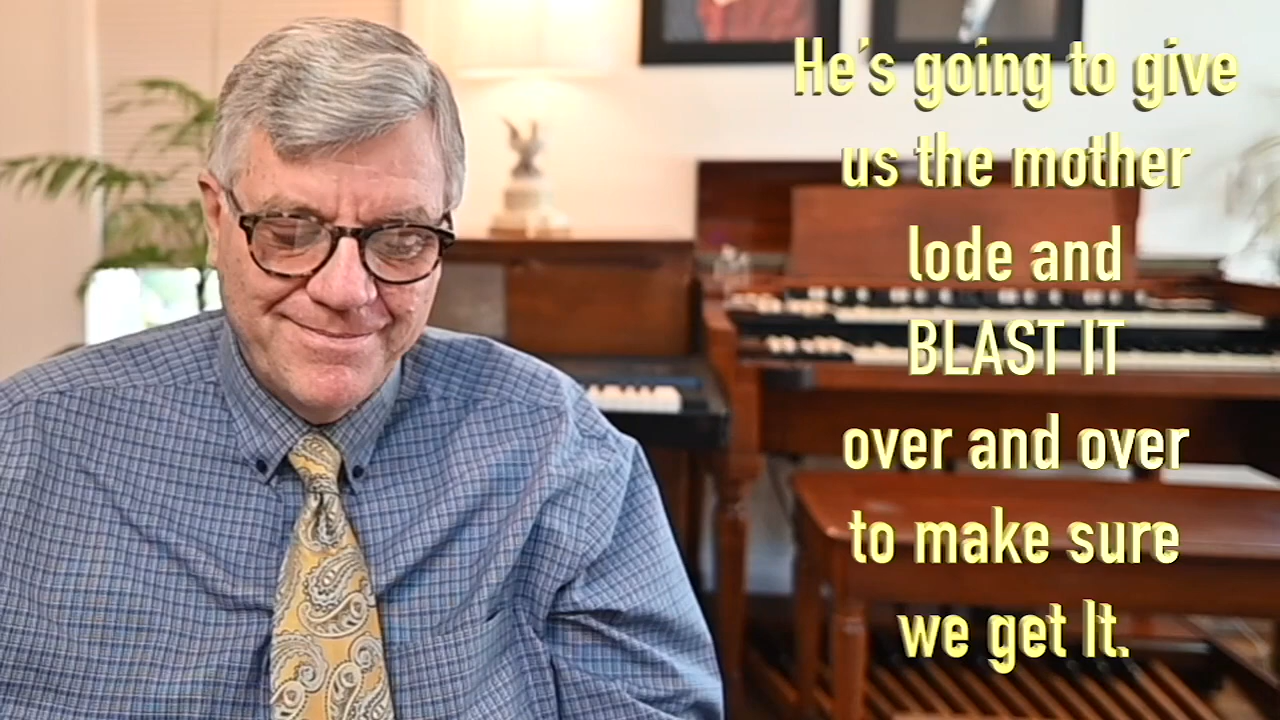 He's going to give
us the mother
lode and
BLAST IT
over and over
to make sure
we get It.